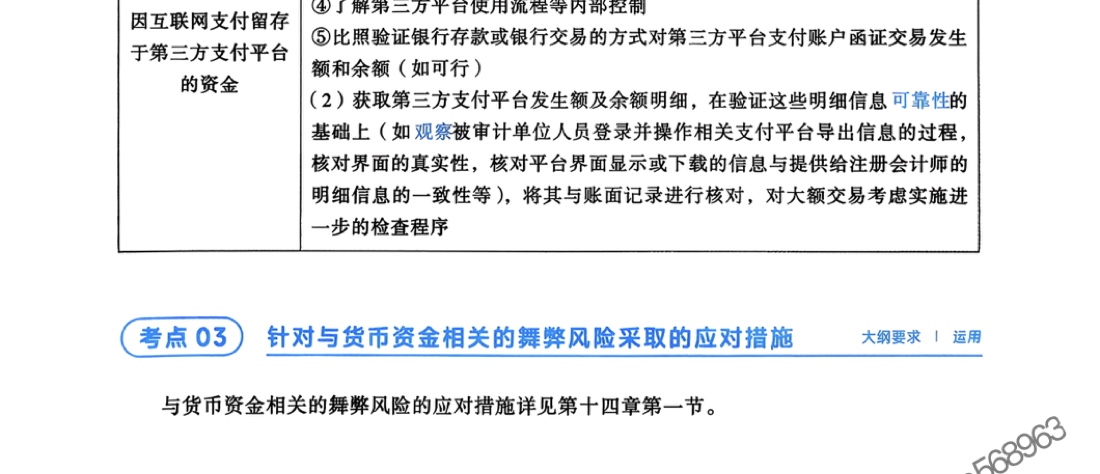 ④了解第三方平台使用流程等内部控制
因互联网支付留存
于第三方支付平台
的资金
⑤比照验证银行存款或银行交易的方式对第三方平台支付账户函证交易发生
额和余额（如可行）
（2）获取第三方支付平台发生额及余额明细，在验证这些明细信息可靠性的
基础上（如观察被审计单位人员登录并操作相关支付平台导出信息的过程，
核对界面的真实性，核对平台界面显示或下载的信息与提供给注册会计师的
明细信息的一致性等），将其与账面记录进行核对，对大额交易考虑实施进
一步的检查程序
考点 03 针对与货币资金相关的舞弊风险采取的应对措施 大纲要求 | 运用
与货币资金相关的舞弊风险的应对措施详见第十四章第一节。
568963